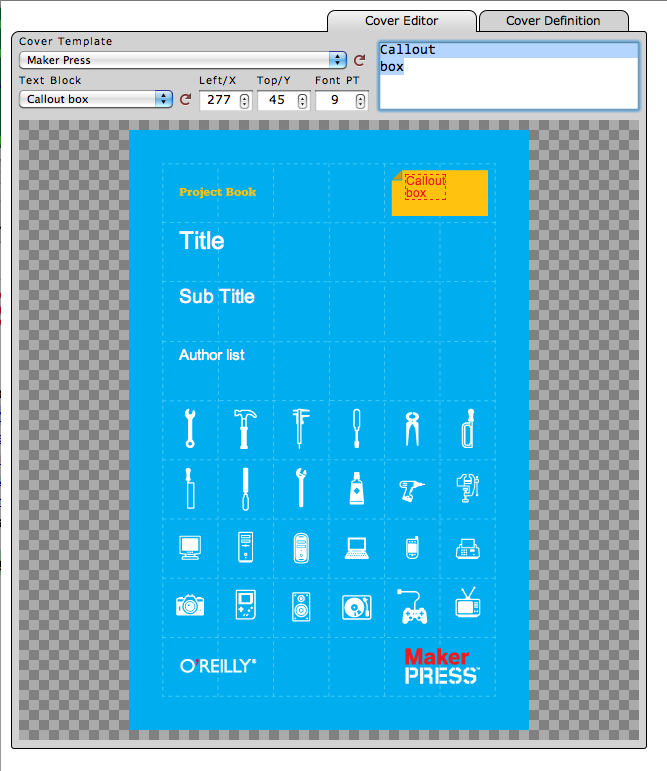 Cover Editor
Cover Definition
Cover Template
Maker Press
Text Block
Left/X
Top/Y
Font PT
Callout box
277
45
9
Callout
box
Project Book
Callout
box
Title
Sub Title
Author list
O'REILLY®
Maker
PRESS™